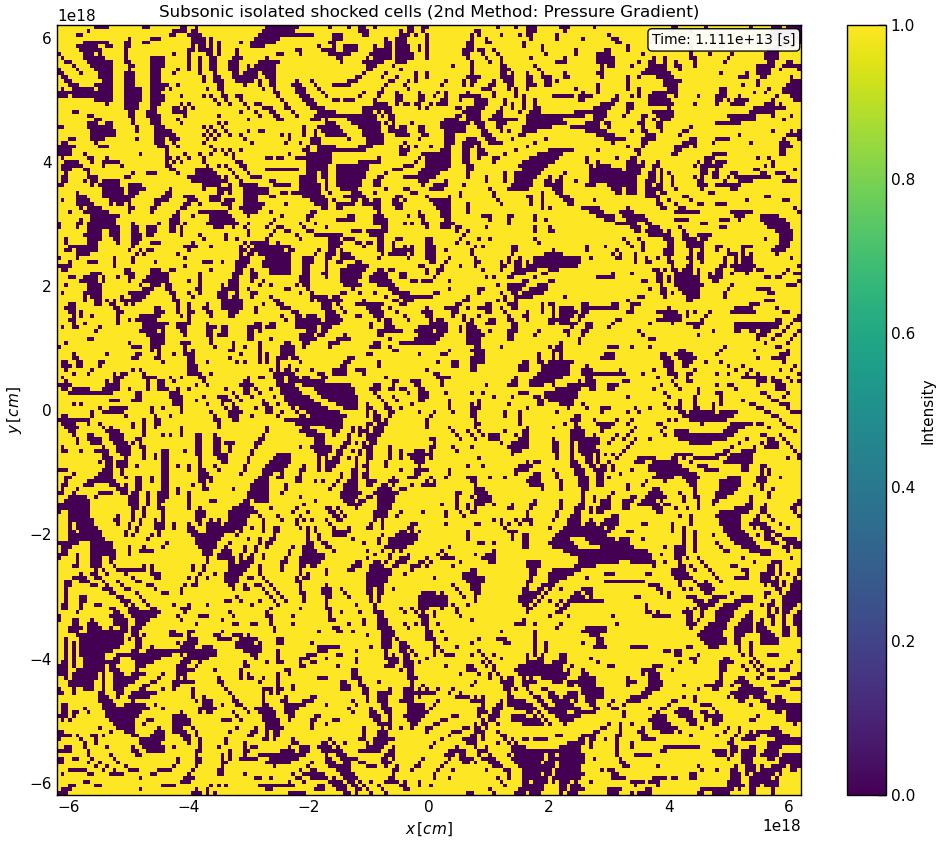 Subsonic isolated shocked cells (2nd Method: Pressure Gradient)
1e18
Time: 1.111e+13 [s]
6
4
2
0
−2
−4
−6
y [cm]
−6 −4 −2 0 2 4 6
x [cm]
1e18
1.0
0.8
0.6
0.4
0.2
0.0
Intensity